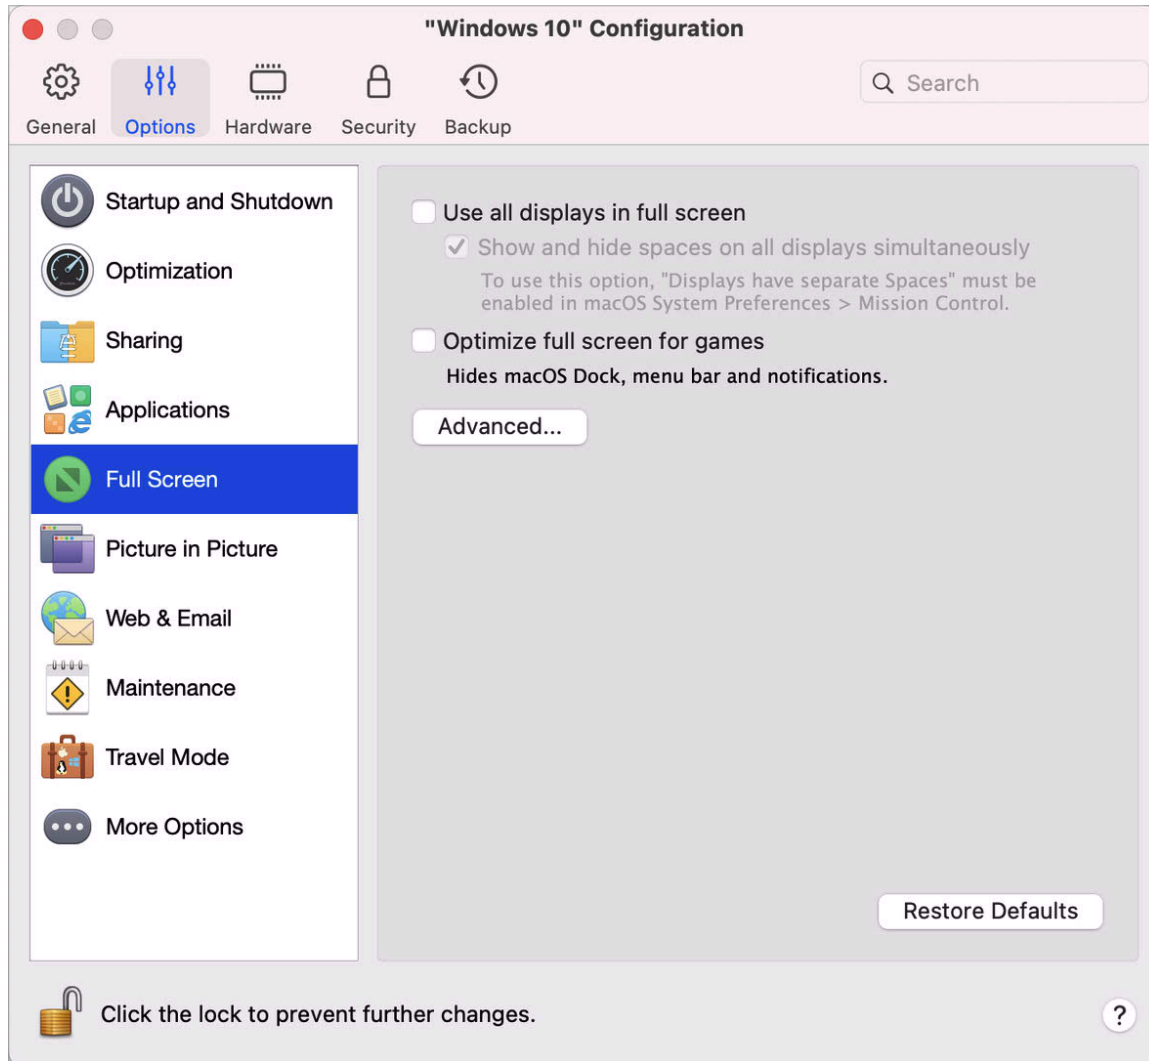 "Windows 10" Configuration
General
Options
Hardware
Security
Backup
Search
Startup and Shutdown
Optimization
Sharing
Applications
Full Screen
Picture in Picture
Web & Email
Maintenance
Travel Mode
More Options
Use all displays in full screen
Show and hide spaces on all displays simultaneously
To use this option, "Displays have separate Spaces" must be
enabled in macOS System Preferences > Mission Control.
Optimize full screen for games
Hides macOS Dock, menu bar and notifications.
Advanced...
Restore Defaults
Click the lock to prevent further changes.
?